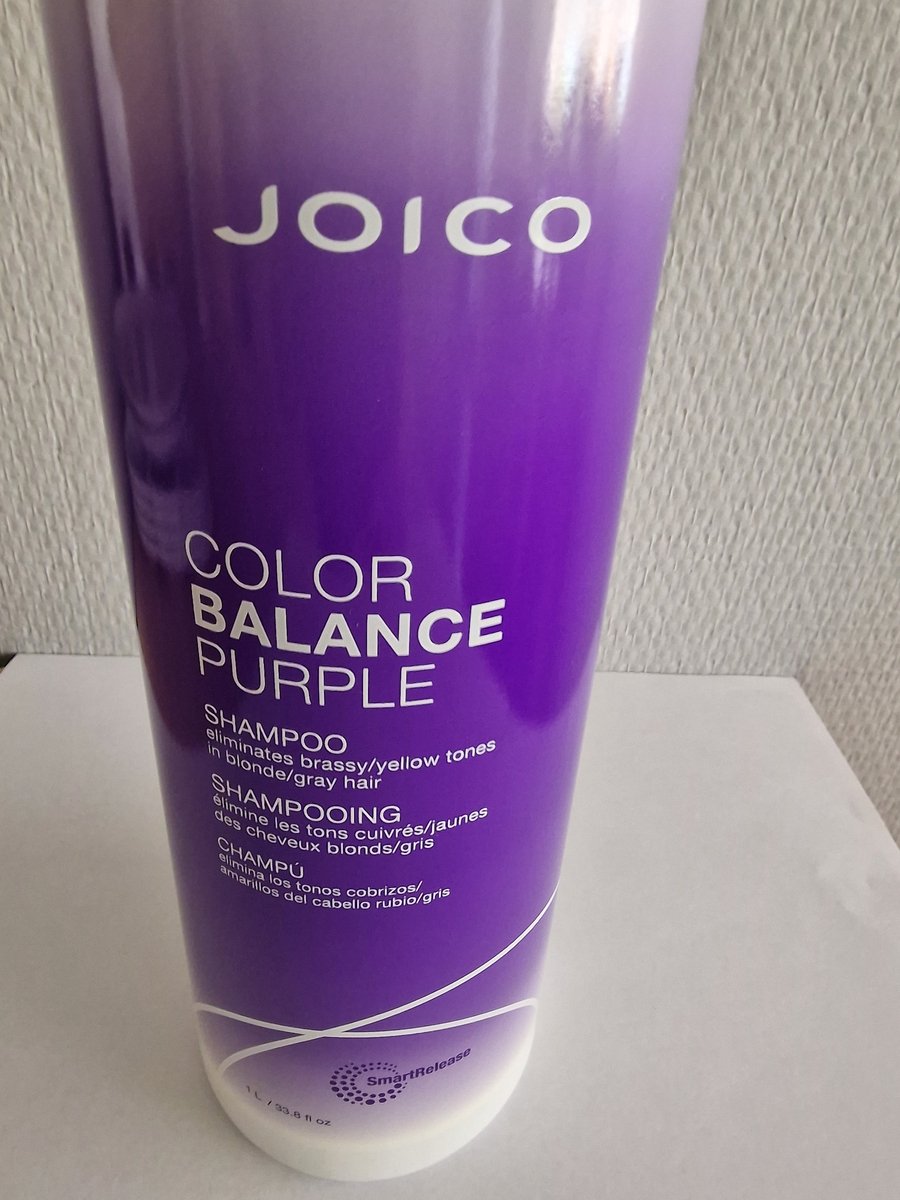 JOICO
COLOR
BALANCE
PURPLE
SHAMPOO
eliminates brassy/yellow tones
in blonde/gray hair
SHAMPOOING
élimine les tons cuivrés/jaunes
des cheveux blonds/gris
CHAMPÚ
elimina los tonos cobrizos/
amarillos del cabello rubio/gris
SmartRelease
1 L / 33.8 fl oz